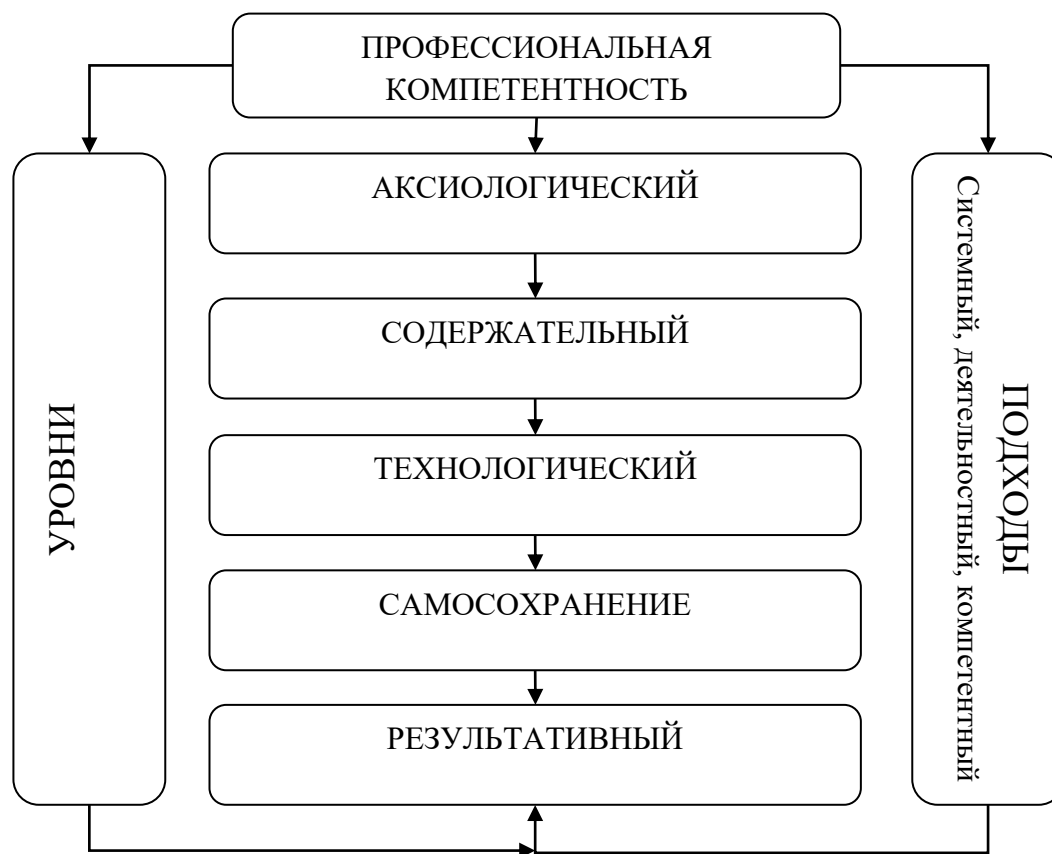 ПРОФЕССИОНАЛЬНАЯ
КОМПЕТЕНТНОСТЬ
УРОВНИ
АКСИОЛОГИЧЕСКИЙ
СОДЕРЖАТЕЛЬНЫЙ
ТЕХНОЛОГИЧЕСКИЙ
САМОСОХРАНЕНИЕ
РЕЗУЛЬТАТИВНЫЙ
ПОДХОДЫ
Системный, деятельностный, компетентный